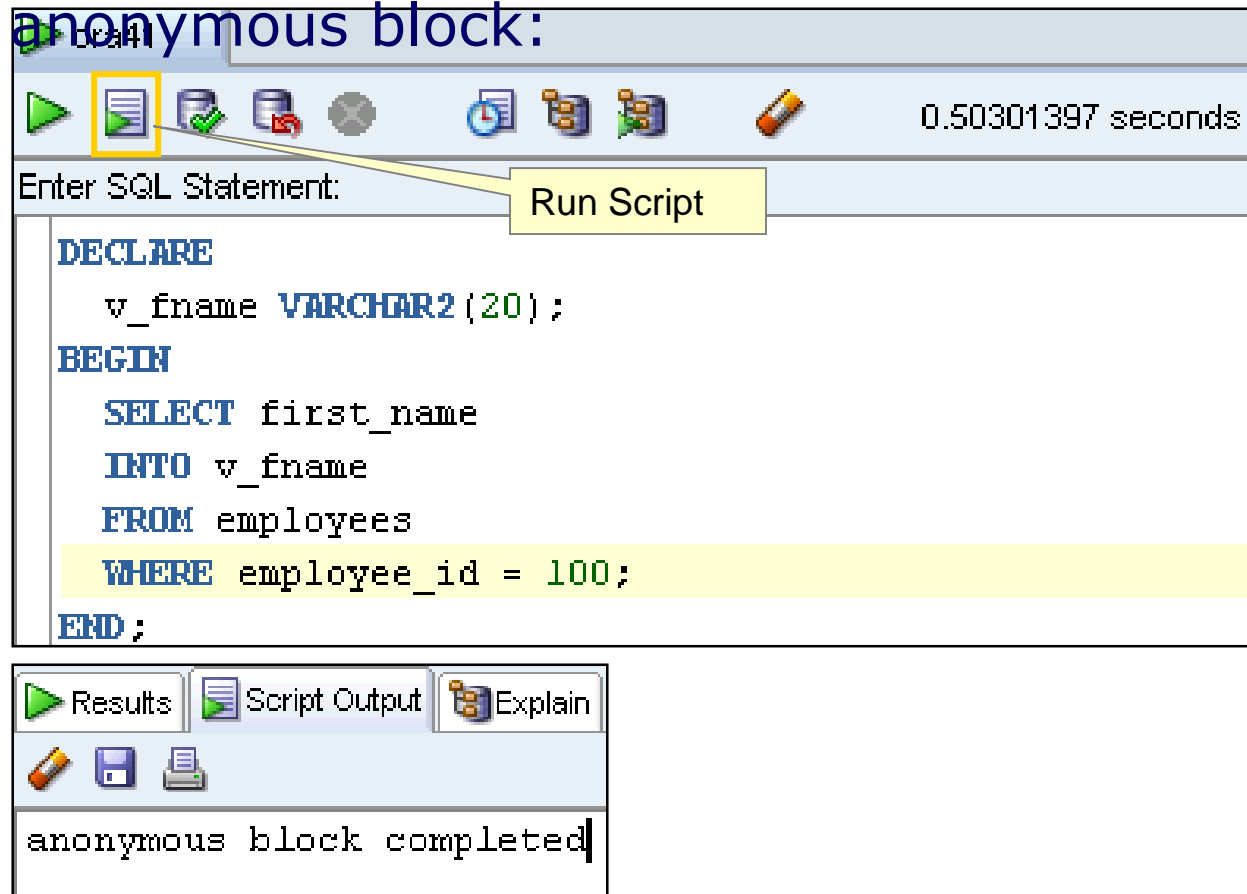 anonymous block:
ora41
0.50301397 seconds
Enter SQL Statement:
Run Script
DECLARE
v_fname VARCHAR2(20);
BEGIN
SELECT first_name
INTO v_fname
FROM employees
WHERE employee_id = 100;
END;
Results Script Output Explain
anonymous block completed